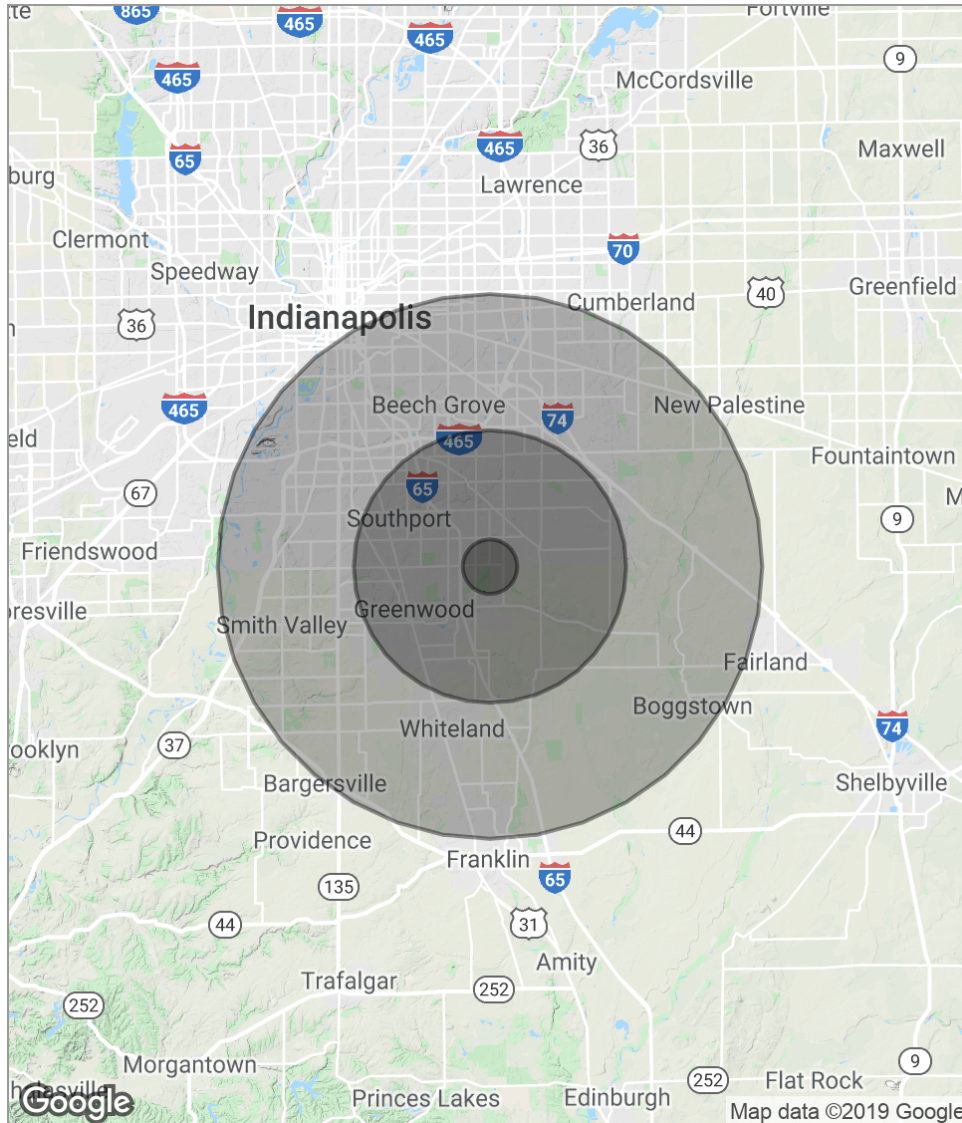 tte
865
465
Fortville
465
9
465
McCordsville
65
465
36
Maxwell
burg
Lawrence
Clermont
70
Speedway
Greenfield
40
Cumberland
Indianapolis
36
n
465
Beech Grove
74
New Palestine
eld
465
Fountaintown
67
65
M
Southport
9
Friendswood
oresville
Greenwood
Smith Valley
Fairland
Boggstown
Whiteland
74
rooklyn
37
Bargersville
Shelbyville
Providence
44
Franklin
135
65
44
31
Amity
Trafalgar
252
252
Morgantown
9
252
Flat Rock
Princes Lakes
Edinburgh
Google
Map data ©2019 Google